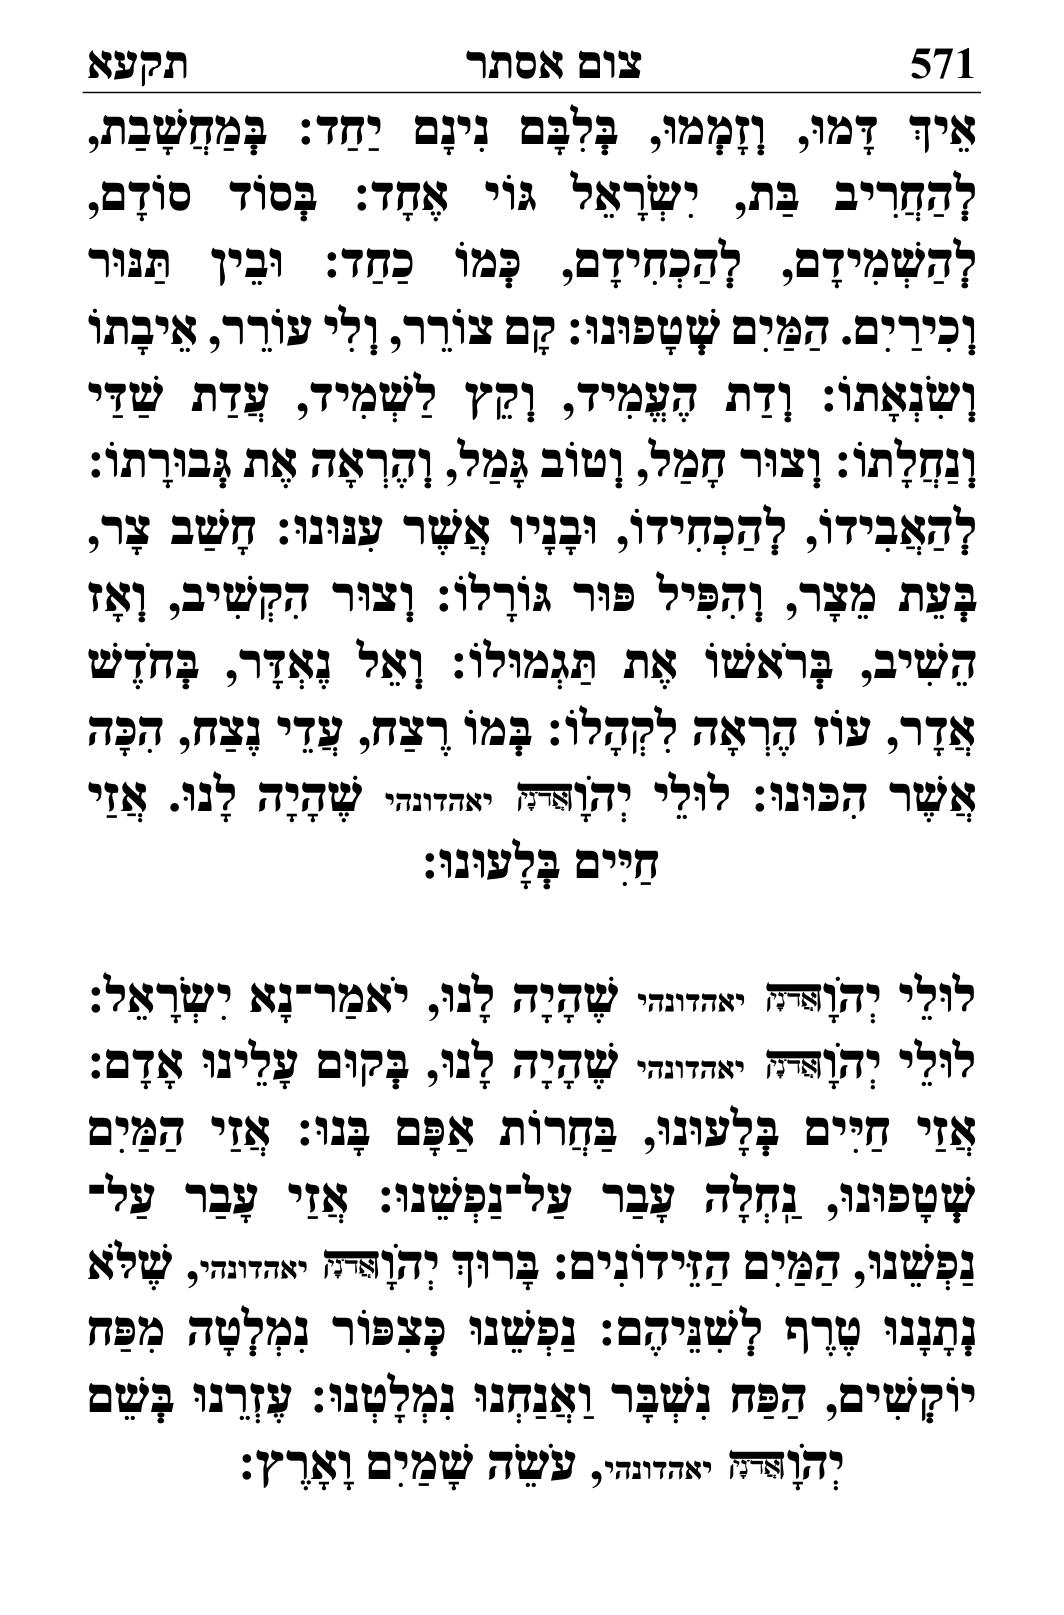 571 צום אסתר תקעא
אֵיךְ דָּמוּ, וְזָמְמוּ, בְּלִבָּם נִינָם יַחַד: בְּמַחֲשָׁבַת,
לְהַחֲרִיב בַּת, יִשְׂרָאֵל גּוֹי אֶחָד: בְּסוֹד סוֹדָם,
לְהַשְׁמִידָם, לְהַכְחִידָם, כְּמוֹ כַחַד: וּבֵין תַּנּוּר
וְכִירַיִם. הַמַּיִם שְׁטָפוּנוּ: קָם צוֹרֵר, וְלִי עוֹרֵר, אֵיבָתוֹ
וְשִׂנְאָתוֹ: וְדַת הֶעֱמִיד, וְקֵץ לַשְׁמִיד, עֲדַת שַׁדַּי
וְנַחֲלָתוֹ: וְצוּר חָמַל, וְטוֹב גָּמַל, וְהֶרְאָה אֶת גְּבוּרָתוֹ:
לְהַאֲבִידוֹ, לְהַכְחִידוֹ, וּבָנָיו אֲשֶׁר עִנּוּנוּ: חָשַׁב צָר,
בְּעֵת מֵצָר, וְהִפִּיל פּוּר גּוֹרָלוֹ: וְצוּר הִקְשִׁיב, וְאָז
הֵשִׁיב, בְּרֹאשׁוֹ אֶת תַּגְמוּלוֹ: וְאֵל נֶאְדָּר, בְּחֹדֶשׁ
אֲדָר, עוֹז הֶרְאָה לִקְהָלוֹ: בְּמוֹ רֶצַח, עֲדֵי נֶצַח, הִכָּה
אֲשֶׁר הִכּוּנוּ: לוּלֵי יְהֹוָאֲדֹנָי יאהדונהי שֶׁהָיָה לָנוּ. אֲזַי
חַיִּים בְּלָעוּנוּ:
לוּלֵי יְהֹוָאֲדֹנָי יאהדונהי שֶׁהָיָה לָנוּ, יֹאמַר־נָא יִשְׂרָאֵל:
לוּלֵי יְהֹוָאֲדֹנָי יאהדונהי שֶׁהָיָה לָנוּ, בְּקוּם עָלֵינוּ אָדָם:
אֲזַי חַיִּים בְּלָעוּנוּ, בַּחֲרוֹת אַפָּם בָּנוּ: אֲזַי הַמַּיִם
שְׁטָפוּנוּ, נַֽחְלָה עָבַר עַל־נַפְשֵׁנוּ: אֲזַי עָבַר עַל־
נַפְשֵׁנוּ, הַמַּיִם הַזֵּידוֹנִים: בָּרוּךְ יְהֹוָאֲדֹנָי יאהדונהי, שֶׁלֹּא
נְתָנָנוּ טֶרֶף לְשִׁנֵּיהֶם: נַפְשֵׁנוּ כְּצִפּוֹר נִמְלְטָה מִפַּח
יוֹקְשִׁים, הַפַּח נִשְׁבָּר וַאֲנַחְנוּ נִמְלָטְנוּ: עֶזְרֵנוּ בְּשֵׁם
יְהֹוָאֲדֹנָי יאהדונהי, עֹשֵׂה שָׁמַיִם וָאָרֶץ: